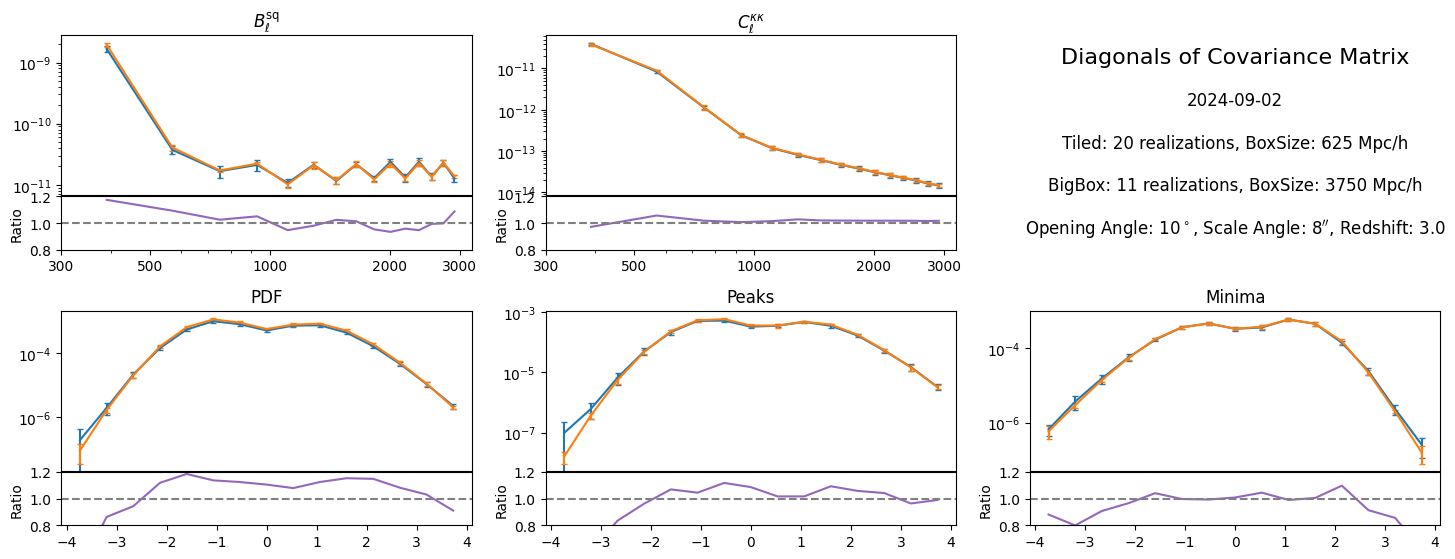 B_ℓ^sq
10⁻⁹
10⁻¹⁰
10⁻¹¹
1.2
1.0
0.8
Ratio
300 500 1000 2000 3000
C_ℓ^κκ
10⁻¹¹
10⁻¹²
10⁻¹³
10⁻¹⁴
1.2
1.0
0.8
Ratio
300 500 1000 2000 3000
Diagonals of Covariance Matrix
2024-09-02
Tiled: 20 realizations, BoxSize: 625 Mpc/h
BigBox: 11 realizations, BoxSize: 3750 Mpc/h
Opening Angle: 10°, Scale Angle: 8″, Redshift: 3.0
PDF
10⁻⁴
10⁻⁶
1.2
1.0
0.8
Ratio
−4 −3 −2 −1 0 1 2 3 4
Peaks
10⁻³
10⁻⁵
10⁻⁷
1.2
1.0
0.8
Ratio
−4 −3 −2 −1 0 1 2 3 4
Minima
10⁻⁴
10⁻⁶
1.2
1.0
0.8
Ratio
−4 −3 −2 −1 0 1 2 3 4